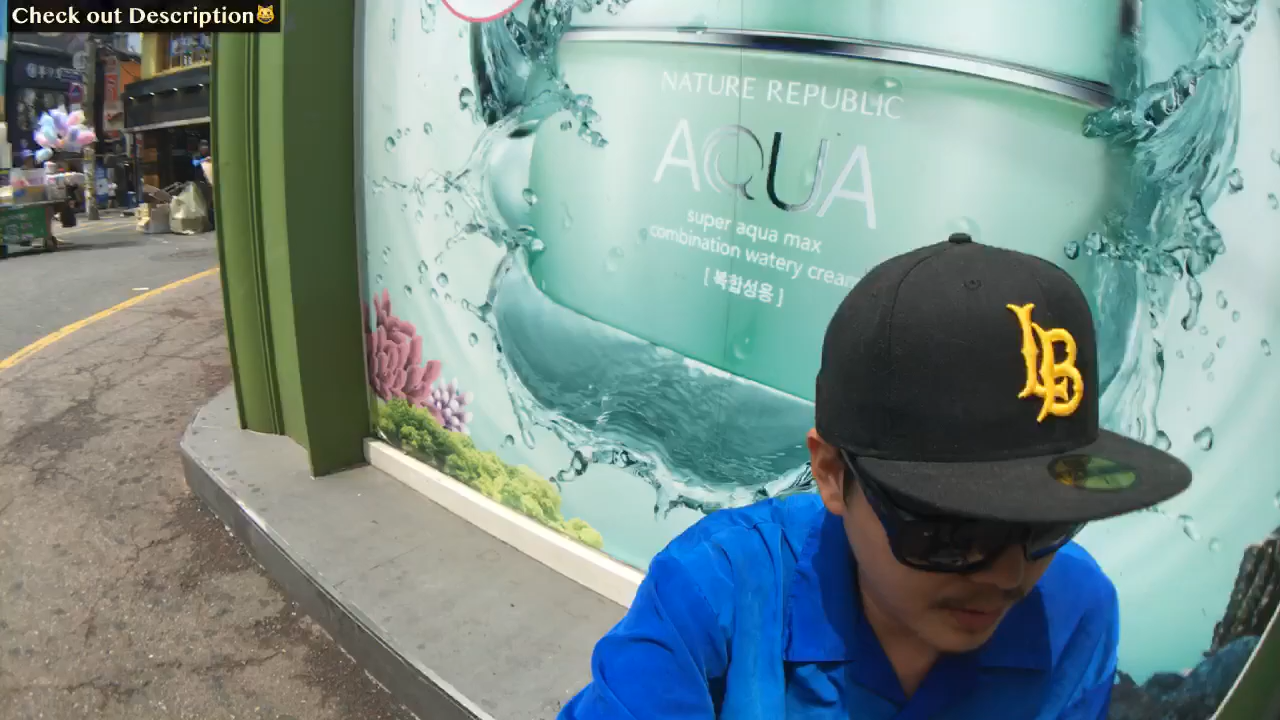 Check out Description😺
NATURE REPUBLIC
AQUA
super aqua max
combination watery cream
[ 복합성용 ]
LB